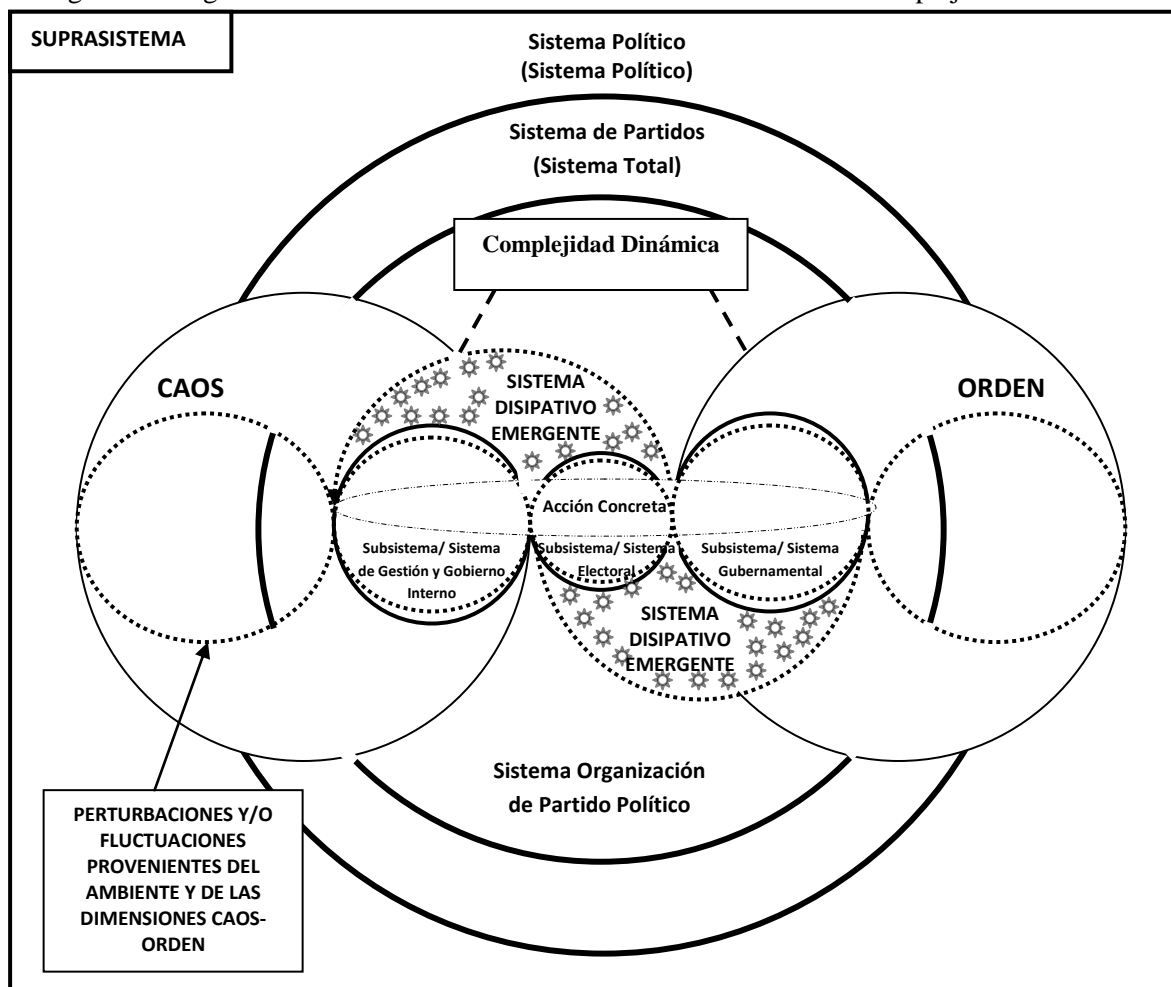 SUPRASISTEMA
Sistema Político
(Sistema Político)
Sistema de Partidos
(Sistema Total)
Complejidad Dinámica
CAOS
SISTEMA
DISIPATIVO
EMERGENTE
ORDEN
Acción Concreta
Subsistema/ Sistema
de Gestión y Gobierno
Interno
Subsistema/ Sistema
Electoral
Subsistema/ Sistema
Gubernamental
SISTEMA
DISIPATIVO
EMERGENTE
Sistema Organización
de Partido Político
PERTURBACIONES Y/O
FLUCTUACIONES
PROVENIENTES DEL
AMBIENTE Y DE LAS
DIMENSIONES CAOS-
ORDEN